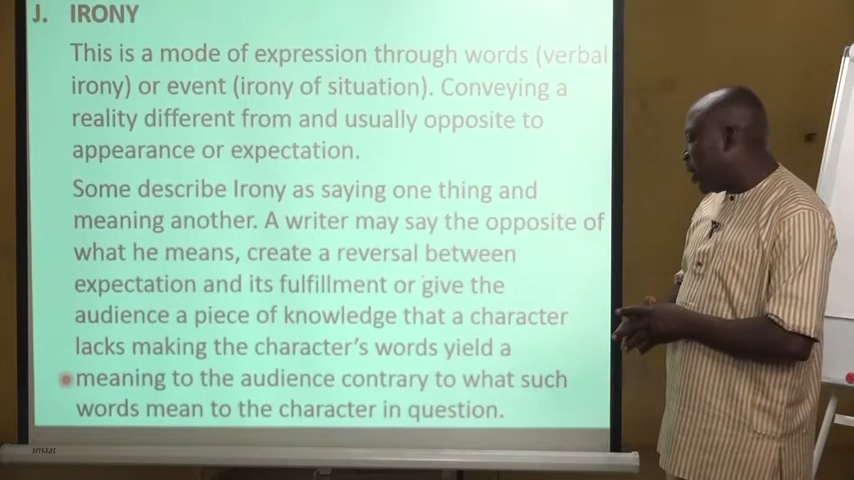 J. IRONY
This is a mode of expression through words (verbal
irony) or event (irony of situation). Conveying a
reality different from and usually opposite to
appearance or expectation.
Some describe Irony as saying one thing and
meaning another. A writer may say the opposite of
what he means, create a reversal between
expectation and its fulfillment or give the
audience a piece of knowledge that a character
lacks making the character's words yield a
meaning to the audience contrary to what such
words mean to the character in question.
smaat